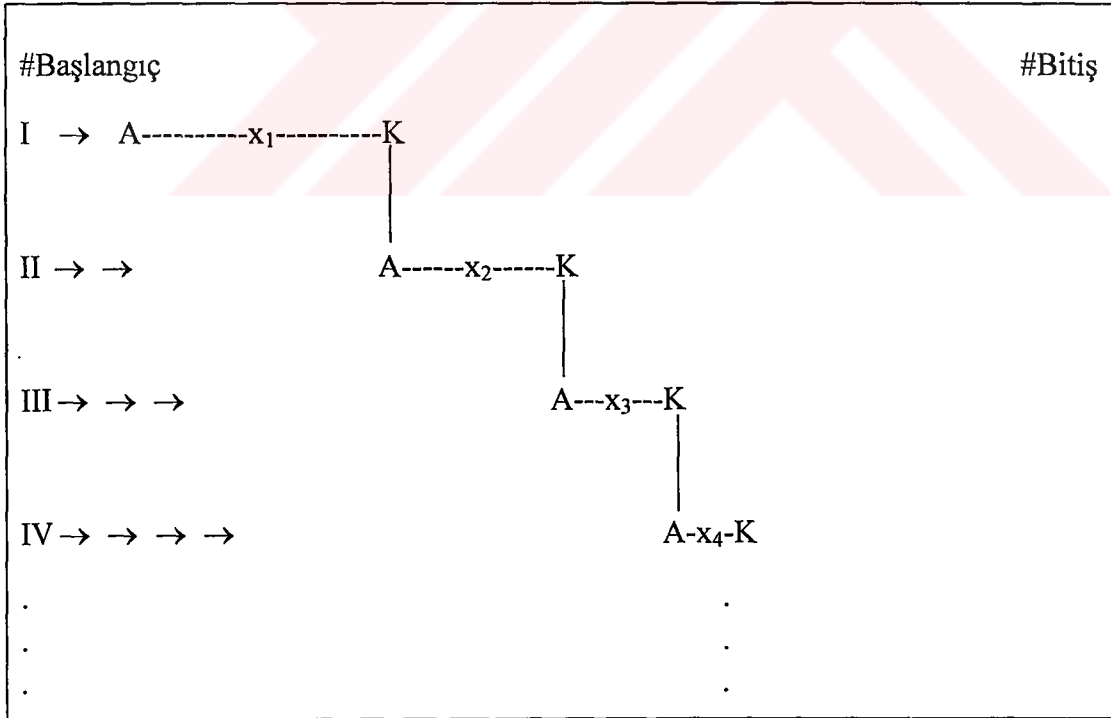 #Başlangıç #Bitiş
I → A----------x₁----------K
II → → A------x₂------K
III → → → A---x₃---K
IV → → → → A-x₄-K
. .
. .
. .